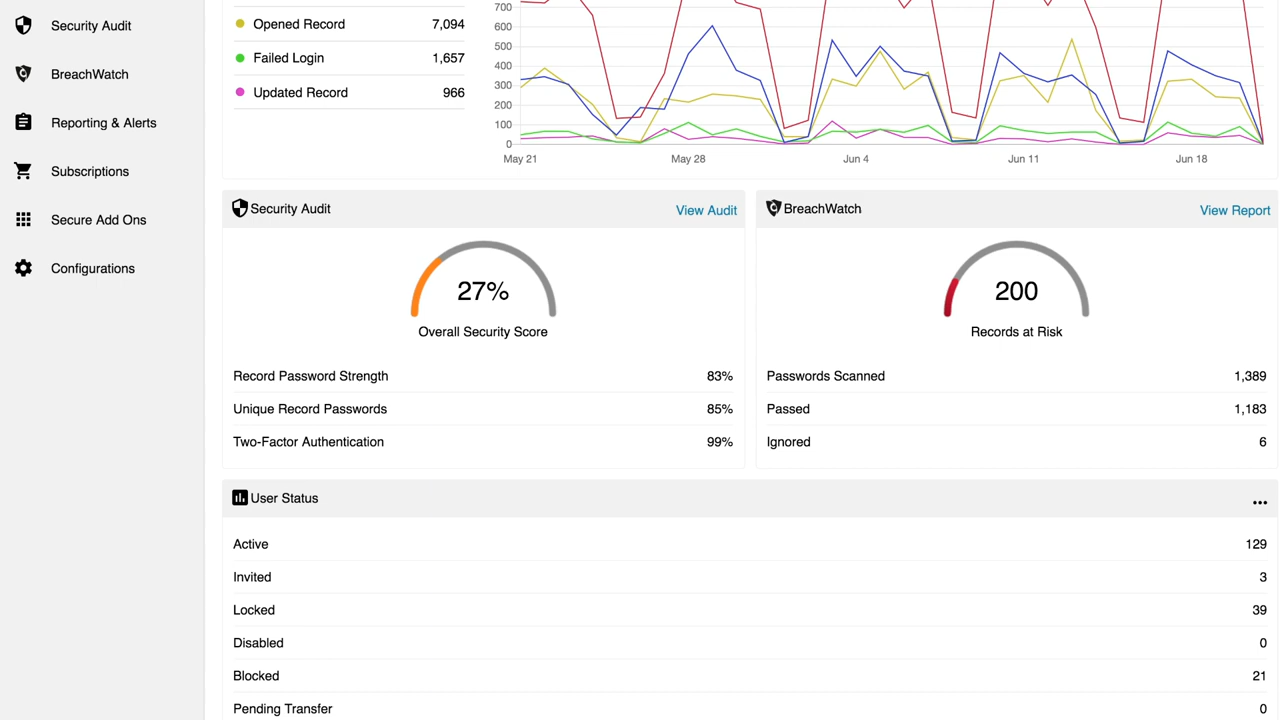 Security Audit
BreachWatch
Reporting & Alerts
Subscriptions
Secure Add Ons
Configurations
Opened Record 7,094
Failed Login 1,657
Updated Record 966
700
600
500
400
300
200
100
0
May 21 May 28 Jun 4 Jun 11 Jun 18
Security Audit View Audit
27%
Overall Security Score
Record Password Strength 83%
Unique Record Passwords 85%
Two-Factor Authentication 99%
BreachWatch View Report
200
Records at Risk
Passwords Scanned 1,389
Passed 1,183
Ignored 6
User Status
Active 129
Invited 3
Locked 39
Disabled 0
Blocked 21
Pending Transfer 0